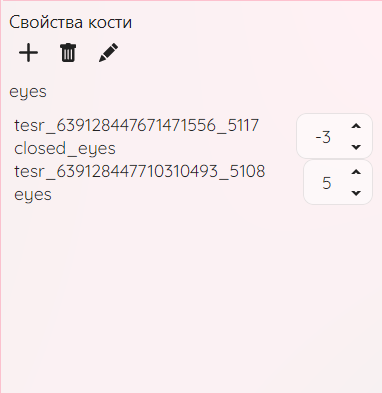 Свойства кости
eyes
tesr_639128447671471556_5117
closed_eyes
-3
tesr_639128447710310493_5108
eyes
5